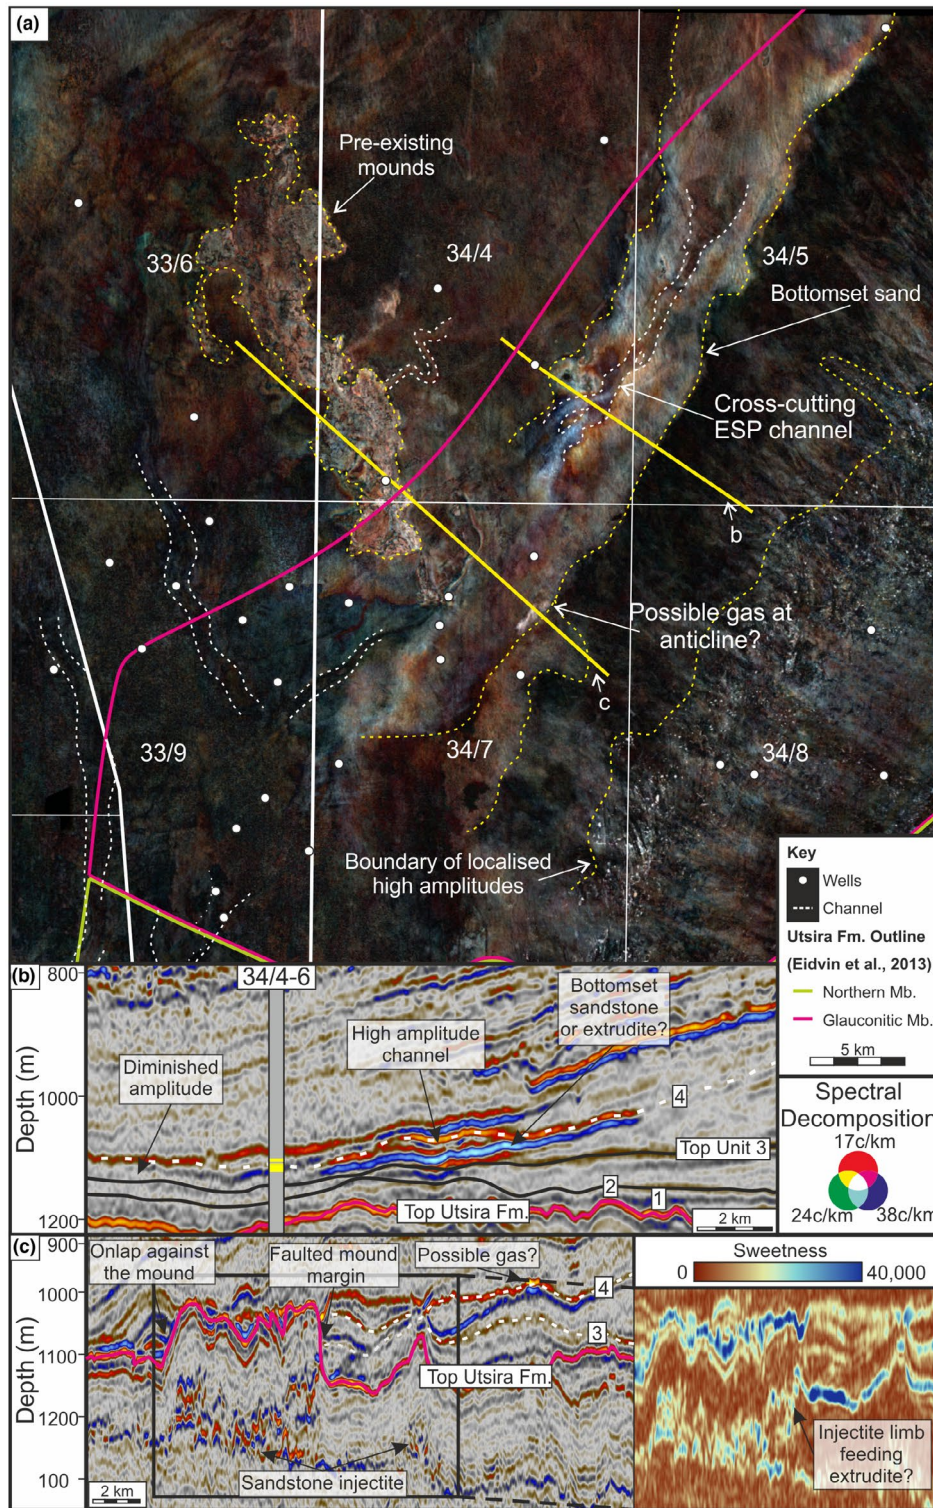 (a)
Pre-existing
mounds
33/6
34/4
34/5
Bottomset sand
Cross-cutting
ESP channel
b
Possible gas at
anticline?
c
33/9
34/7
34/8
Boundary of localised
high amplitudes
Key
Wells
Channel
Utsira Fm. Outline
(Eidvin et al., 2013)
Northern Mb.
Glauconitic Mb.
5 km
Spectral
Decomposition
17c/km
24c/km
38c/km
(b)
800
1000
1200
Depth (m)
34/4-6
Diminished
amplitude
High amplitude
channel
Bottomset
sandstone
or extrudite?
4
Top Unit 3
2
1
Top Utsira Fm.
2 km
(c)
900
1000
1100
1200
100
Depth (m)
Onlap against
the mound
Faulted mound
margin
Possible gas?
4
3
Top Utsira Fm.
Sandstone injectite
2 km
Sweetness
0
40,000
Injectite limb
feeding
extrudite?